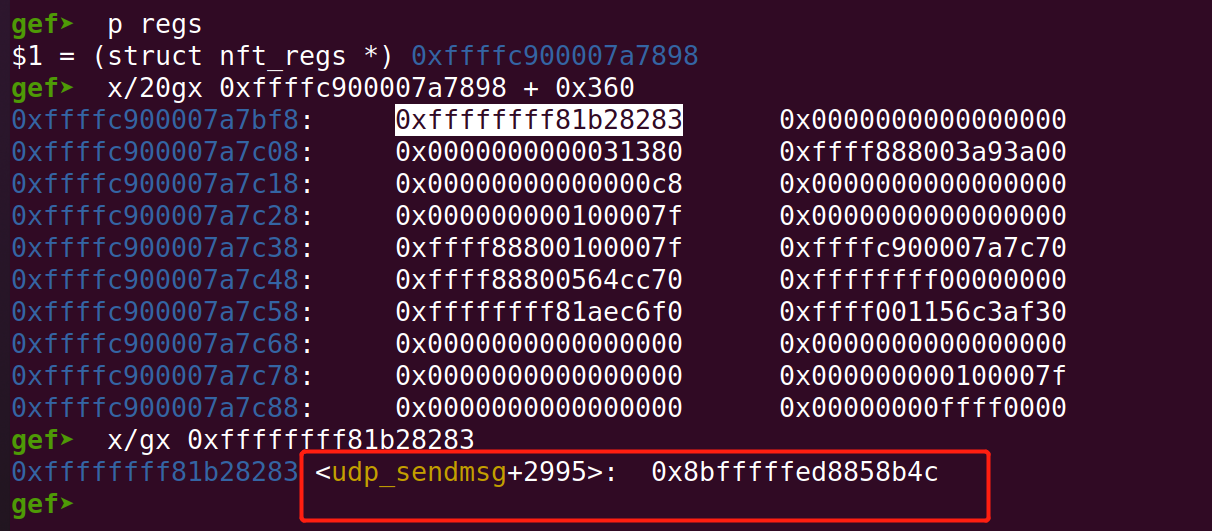 gef➤  p regs
$1 = (struct nft_regs *) 0xffffc900007a7898
gef➤  x/20gx 0xffffc900007a7898 + 0x360
0xffffc900007a7bf8:	0xffffffff81b28283	0x0000000000000000
0xffffc900007a7c08:	0x0000000000031380	0xffff888003a93a00
0xffffc900007a7c18:	0x00000000000000c8	0x0000000000000000
0xffffc900007a7c28:	0x000000000100007f	0x0000000000000000
0xffffc900007a7c38:	0xffff88800100007f	0xffffc900007a7c70
0xffffc900007a7c48:	0xffff88800564cc70	0xffffffff00000000
0xffffc900007a7c58:	0xffffffff81aec6f0	0xffff001156c3af30
0xffffc900007a7c68:	0x0000000000000000	0x0000000000000000
0xffffc900007a7c78:	0x0000000000000000	0x000000000100007f
0xffffc900007a7c88:	0x0000000000000000	0x00000000ffff0000
gef➤  x/gx 0xffffffff81b28283
0xffffffff81b28283 <udp_sendmsg+2995>:	0x8bfffffed8858b4c
gef➤